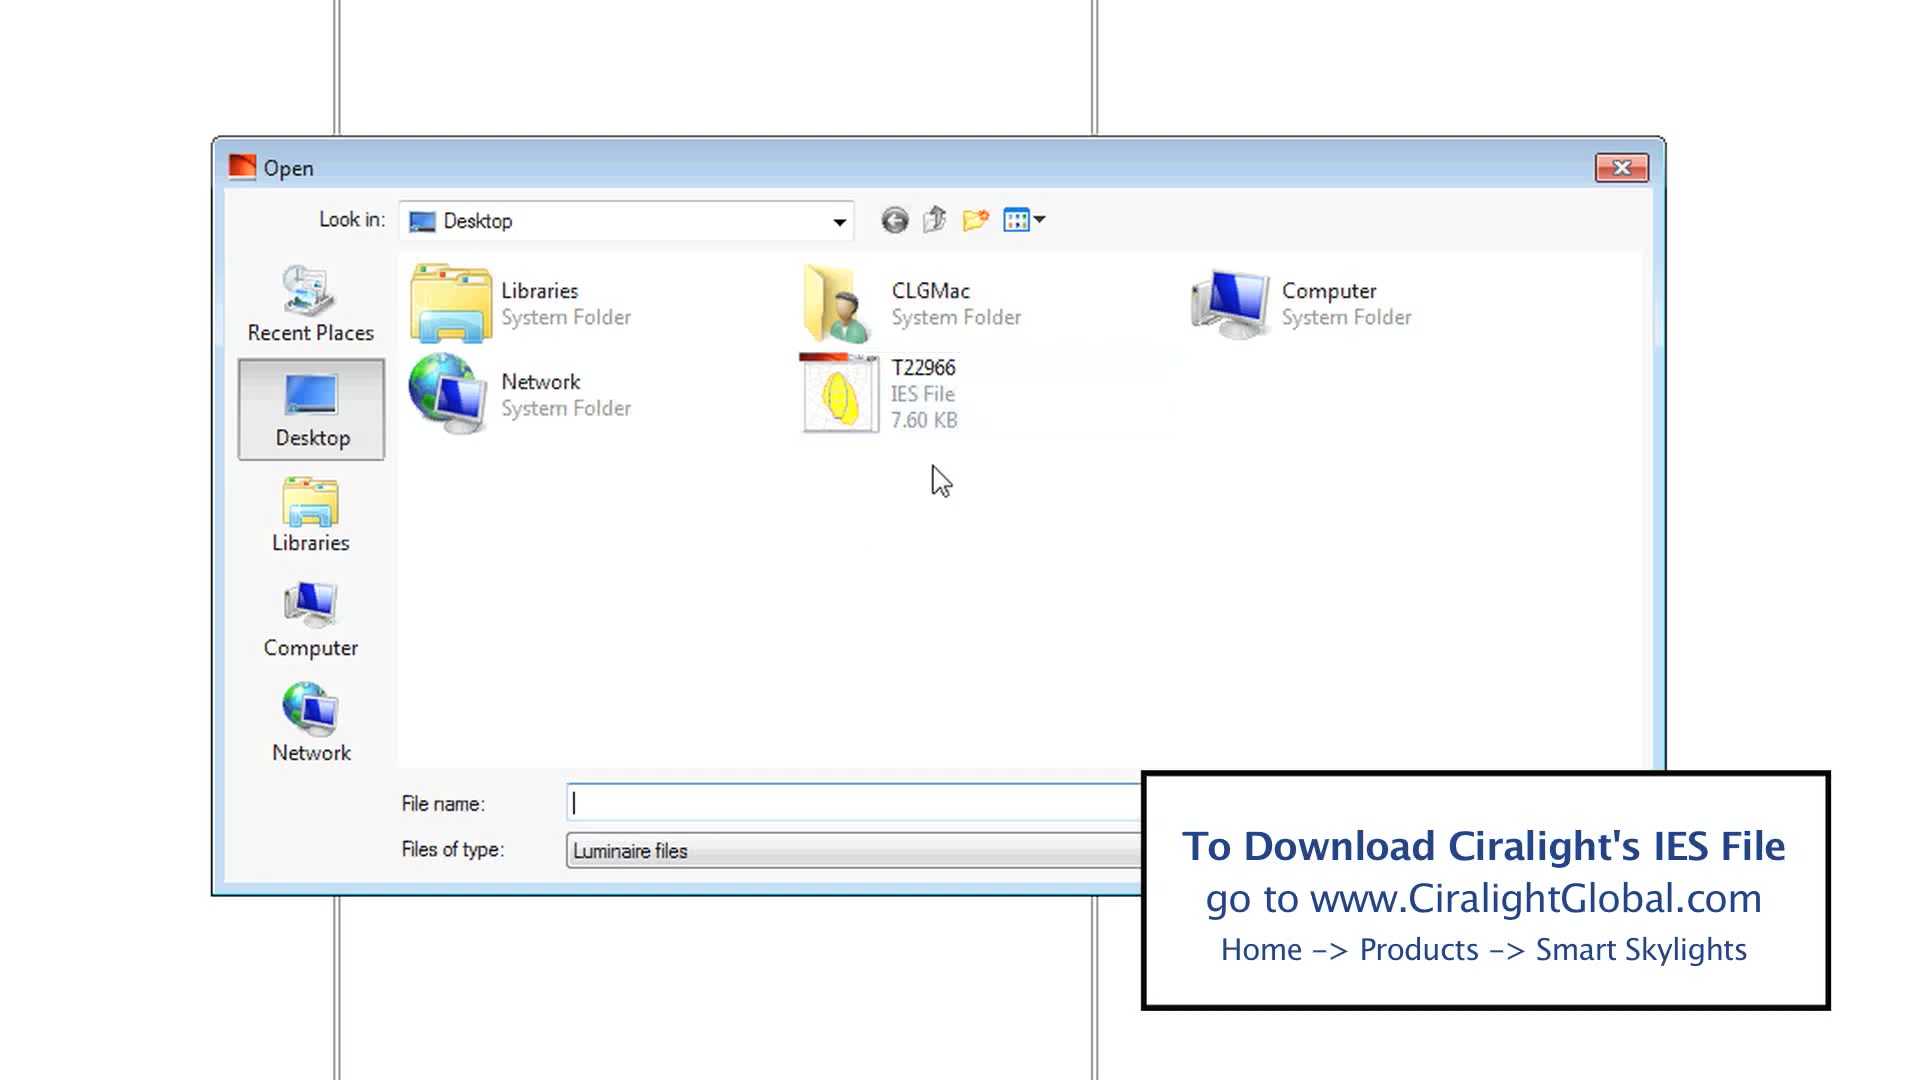 Open
Look in:
Desktop
Recent Places
Desktop
Libraries
Computer
Network
Libraries
System Folder
CLGMac
System Folder
Computer
System Folder
Network
System Folder
T22966
IES File
7.60 KB
File name:
Files of type:
Luminaire files
To Download Ciralight's IES File
go to www.CiralightGlobal.com
Home -> Products -> Smart Skylights